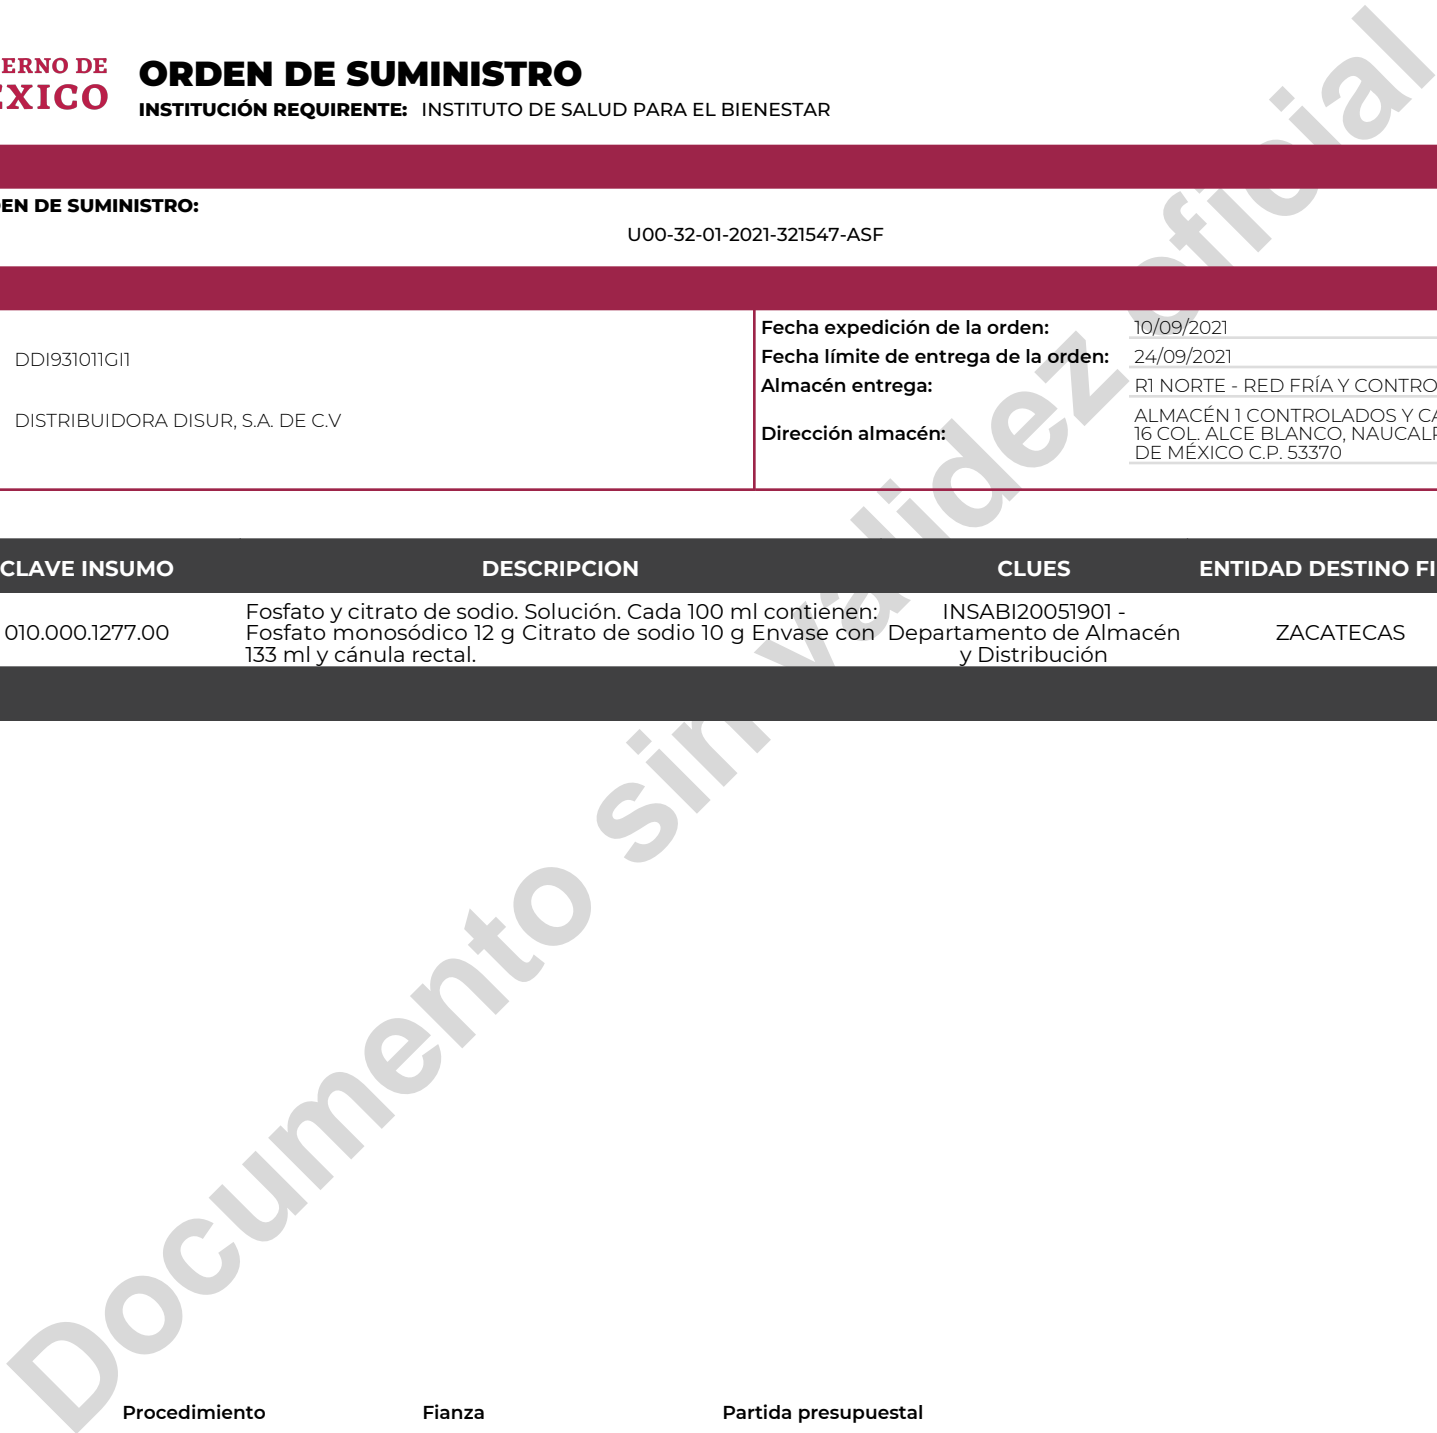 ERNO DE
ÉXICO
ORDEN DE SUMINISTRO
INSTITUCIÓN REQUIRENTE: INSTITUTO DE SALUD PARA EL BIENESTAR
EN DE SUMINISTRO:
U00-32-01-2021-321547-ASF
DDI931011GI1
DISTRIBUIDORA DISUR, S.A. DE C.V
Fecha expedición de la orden: 10/09/2021
Fecha límite de entrega de la orden: 24/09/2021
Almacén entrega: R1 NORTE - RED FRÍA Y CONTRO
Dirección almacén:
ALMACÉN 1 CONTROLADOS Y CA
16 COL. ALCE BLANCO, NAUCALP
DE MÉXICO C.P. 53370
CLAVE INSUMO DESCRIPCION CLUES ENTIDAD DESTINO FI
010.000.1277.00
Fosfato y citrato de sodio. Solución. Cada 100 ml contienen:
Fosfato monosódico 12 g Citrato de sodio 10 g Envase con
133 ml y cánula rectal.
INSABI20051901 -
Departamento de Almacén
y Distribución
ZACATECAS
Documento sin validez oficial
Procedimiento Fianza Partida presupuestal